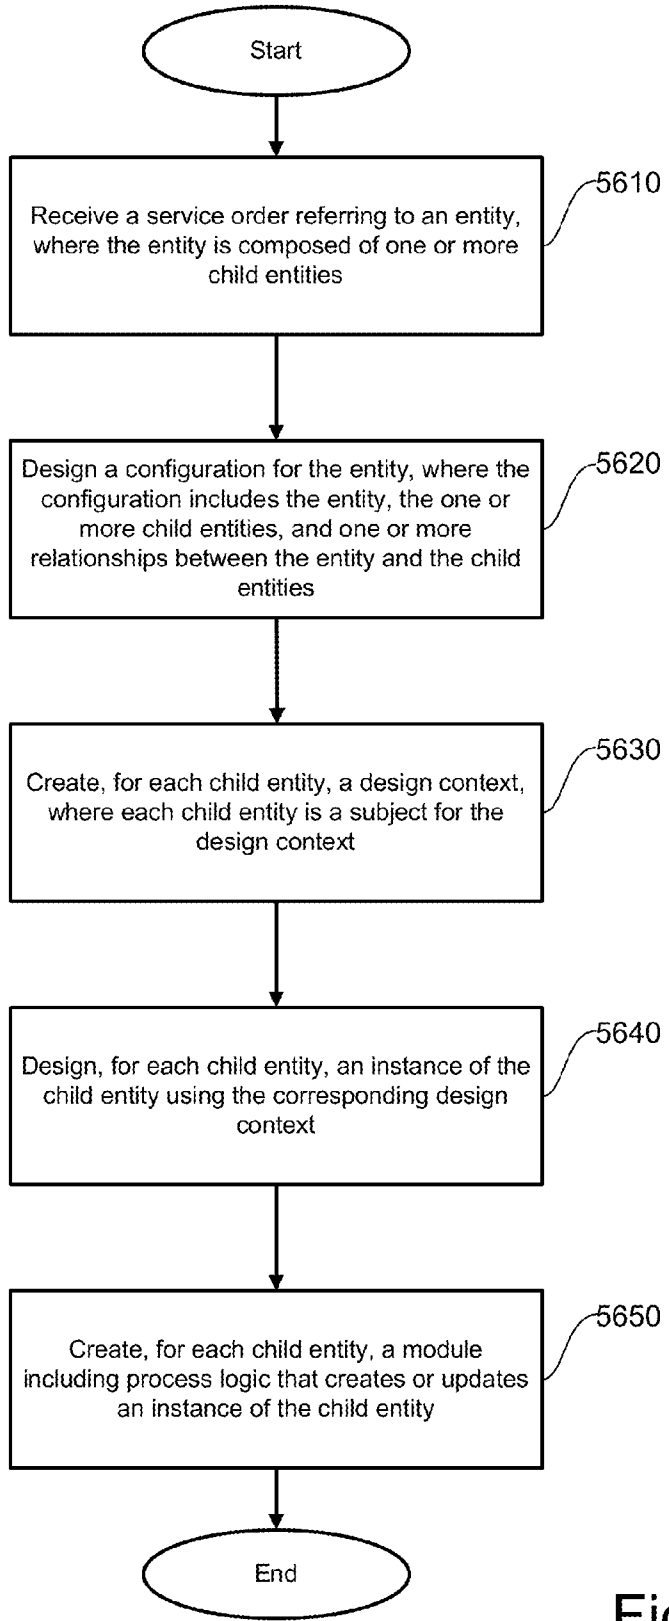 Start
5610
Receive a service order referring to an entity,
where the entity is composed of one or more
child entities
5620
Design a configuration for the entity, where the
configuration includes the entity, the one or
more child entities, and one or more
relationships between the entity and the child
entities
5630
Create, for each child entity, a design context,
where each child entity is a subject for the
design context
5640
Design, for each child entity, an instance of the
child entity using the corresponding design
context
5650
Create, for each child entity, a module
including process logic that creates or updates
an instance of the child entity
End